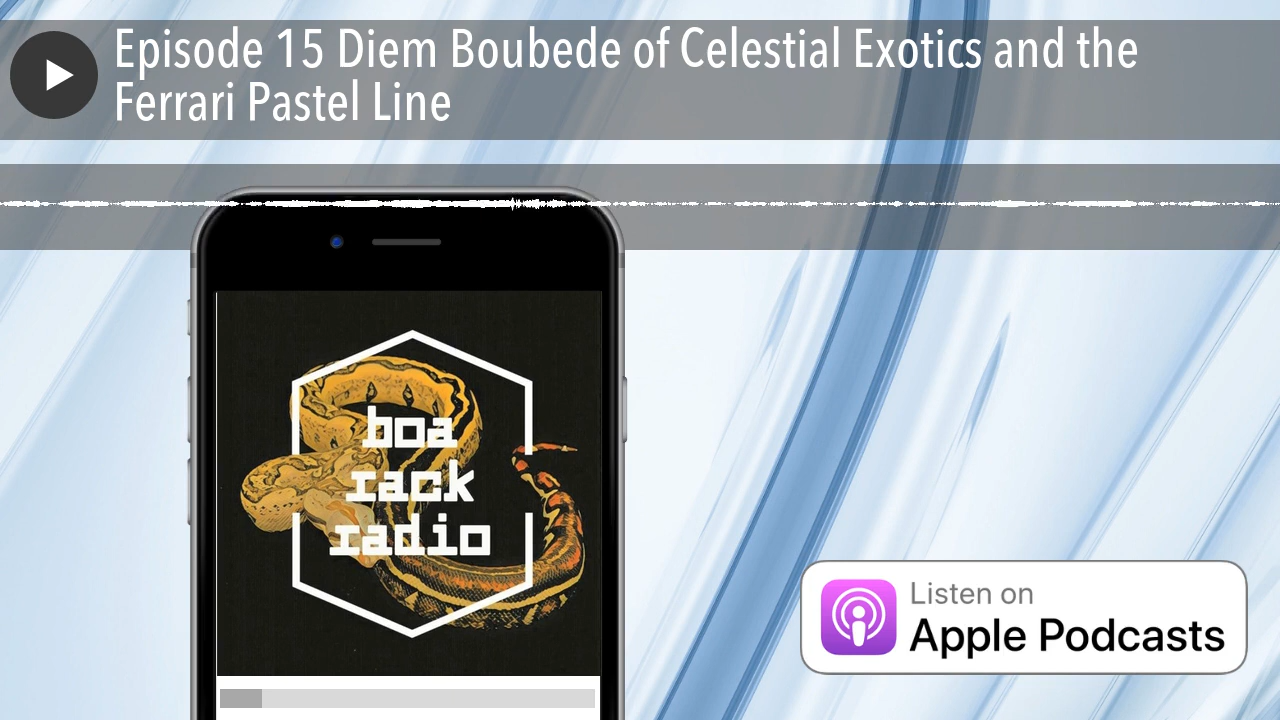 Episode 15 Diem Boubede of Celestial Exotics and the
Ferrari Pastel Line
boa
rack
radio
Listen on
Apple Podcasts